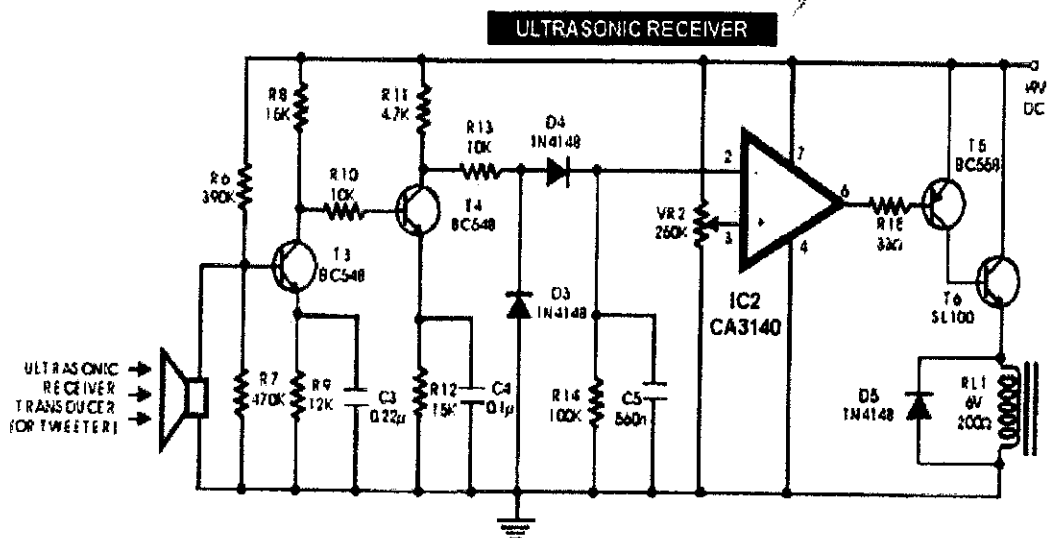 ULTRASONIC RECEIVER
R8
15K
R11
4.7K
R6
390K
R10
10K
R13
10K
D4
1N4148
T4
BC548
T3
BC548
D3
1N4148
VR2
250K
2
-
3
+
7
6
4
IC2
CA3140
+9V
DC
T5
BC558
R15
33Ω
T6
SL100
ULTRASONIC
RECEIVER
TRANSDUCER
(OR TWEETER)
R7
470K
R9
12K
C3
0.22µ
R12
15K
C4
0.1µ
R14
100K
C5
560n
D5
1N4148
RL1
6V
200Ω